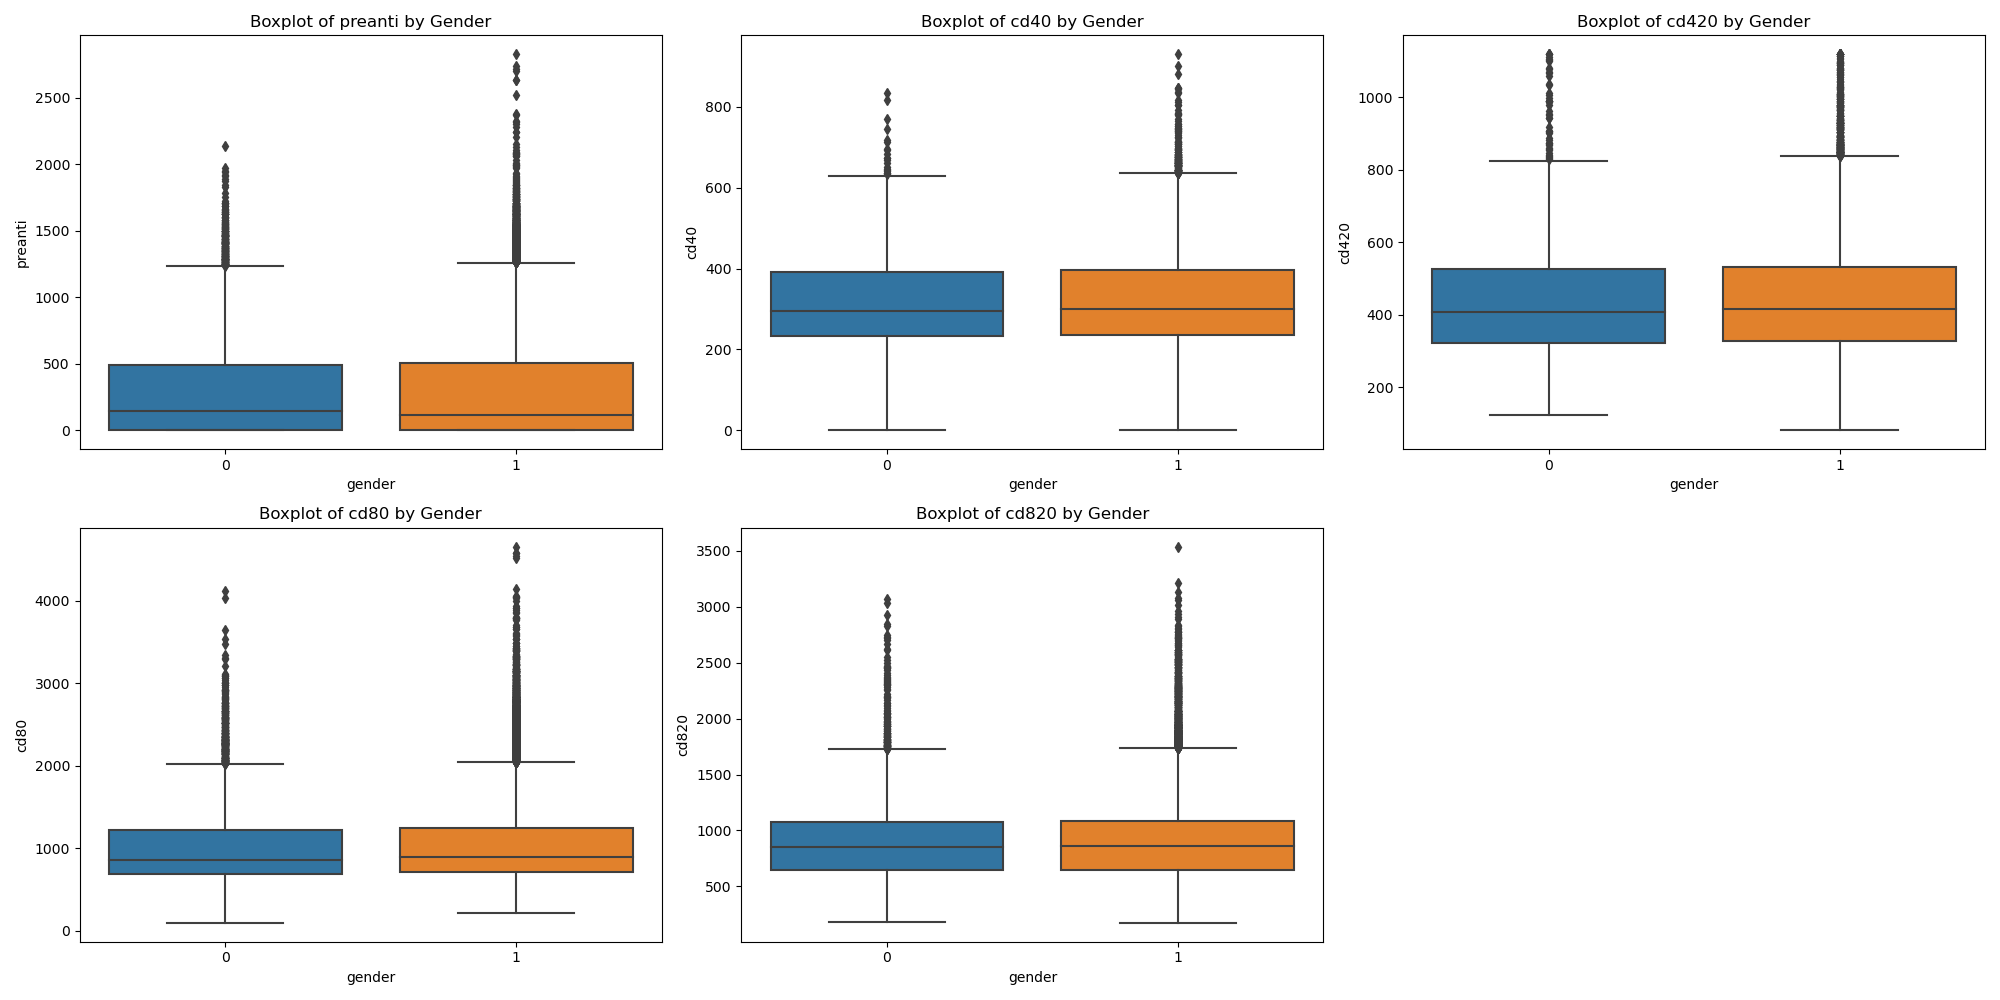 Boxplot of preanti by Gender
preanti
2500
2000
1500
1000
500
0
0 1
gender
Boxplot of cd40 by Gender
cd40
800
600
400
200
0
0 1
gender
Boxplot of cd420 by Gender
cd420
1000
800
600
400
200
0 1
gender
Boxplot of cd80 by Gender
cd80
4000
3000
2000
1000
0
0 1
gender
Boxplot of cd820 by Gender
cd820
3500
3000
2500
2000
1500
1000
500
0 1
gender